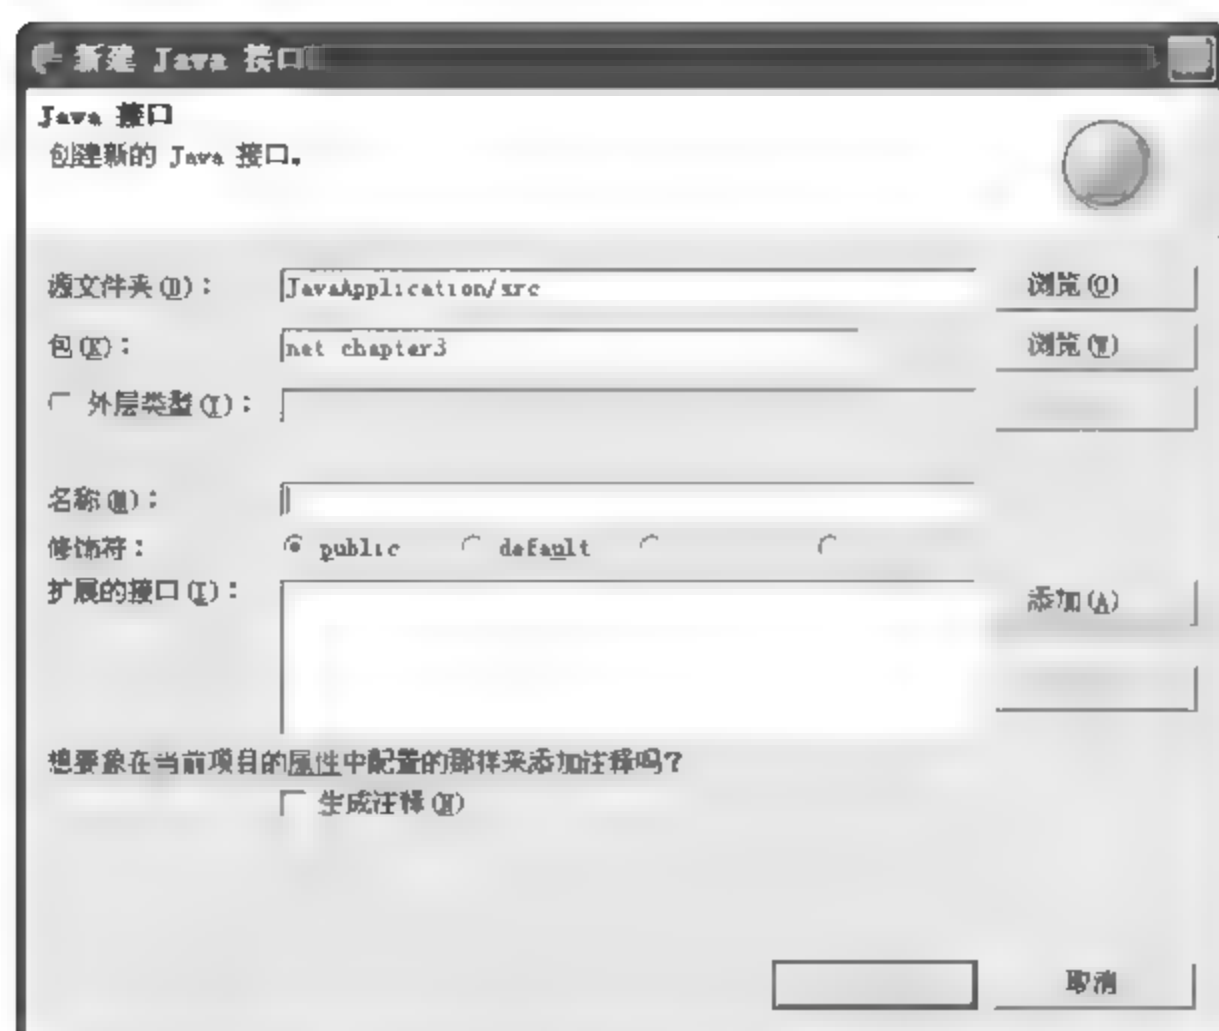 新建 Java 接口
Java 接口
创建新的 Java 接口。
源文件夹(D): JavaApplication/src 浏览(O)
包(K): net chapter3 浏览(W)
外层类型(Y):
名称(M):
修饰符: public default
扩展的接口(I): 添加(A)
想要象在当前项目的属性中配置的那样来添加注释吗?
生成注释(N)
取消